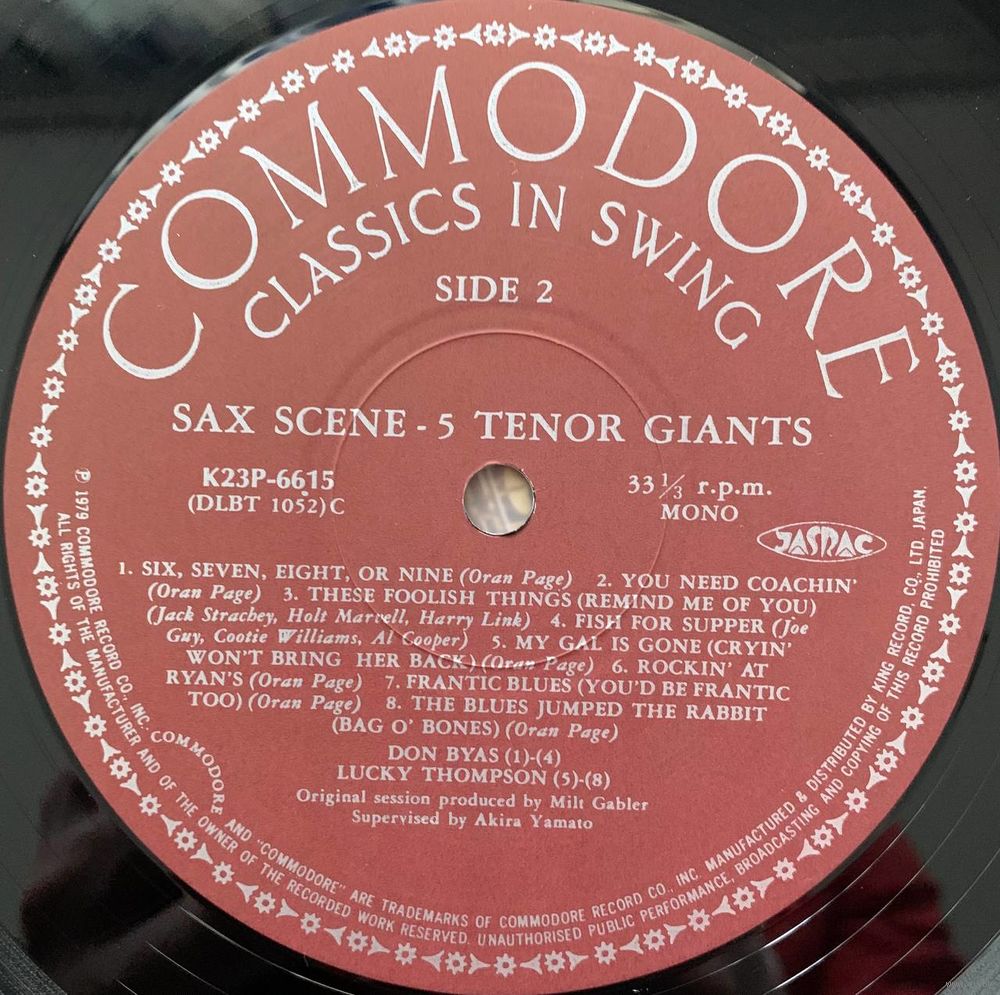 COMMODORE
CLASSICS IN SWING
SIDE 2
SAX SCENE - 5 TENOR GIANTS
K23P-6615
(DLBT 1052)C
33 1/3 r.p.m.
MONO
JASRAC
1. SIX, SEVEN, EIGHT, OR NINE (Oran Page) 2. YOU NEED COACHIN'
(Oran Page) 3. THESE FOOLISH THINGS (REMIND ME OF YOU)
(Jack Strachey, Holt Marvell, Harry Link) 4. FISH FOR SUPPER (Joe
Guy, Cootie Williams, Al Cooper) 5. MY GAL IS GONE (CRYIN'
WON'T BRING HER BACK) (Oran Page) 6. ROCKIN' AT
RYAN'S (Oran Page) 7. FRANTIC BLUES (YOU'D BE FRANTIC
TOO) (Oran Page) 8. THE BLUES JUMPED THE RABBIT
(BAG O' BONES) (Oran Page)
DON BYAS (1)-(4)
LUCKY THOMPSON (5)-(8)
Original session produced by Milt Gabler
Supervised by Akira Yamato
℗ 1979 COMMODORE RECORD CO., INC. COMMODORE AND "COMMODORE" ARE TRADEMARKS OF COMMODORE RECORD CO., INC. MANUFACTURED & DISTRIBUTED BY KING RECORD CO., LTD. JAPAN.
ALL RIGHTS OF THE MANUFACTURER AND OF THE OWNER OF THE RECORDED WORK RESERVED. UNAUTHORISED PUBLIC PERFORMANCE, BROADCASTING AND COPYING OF THIS RECORD PROHIBITED